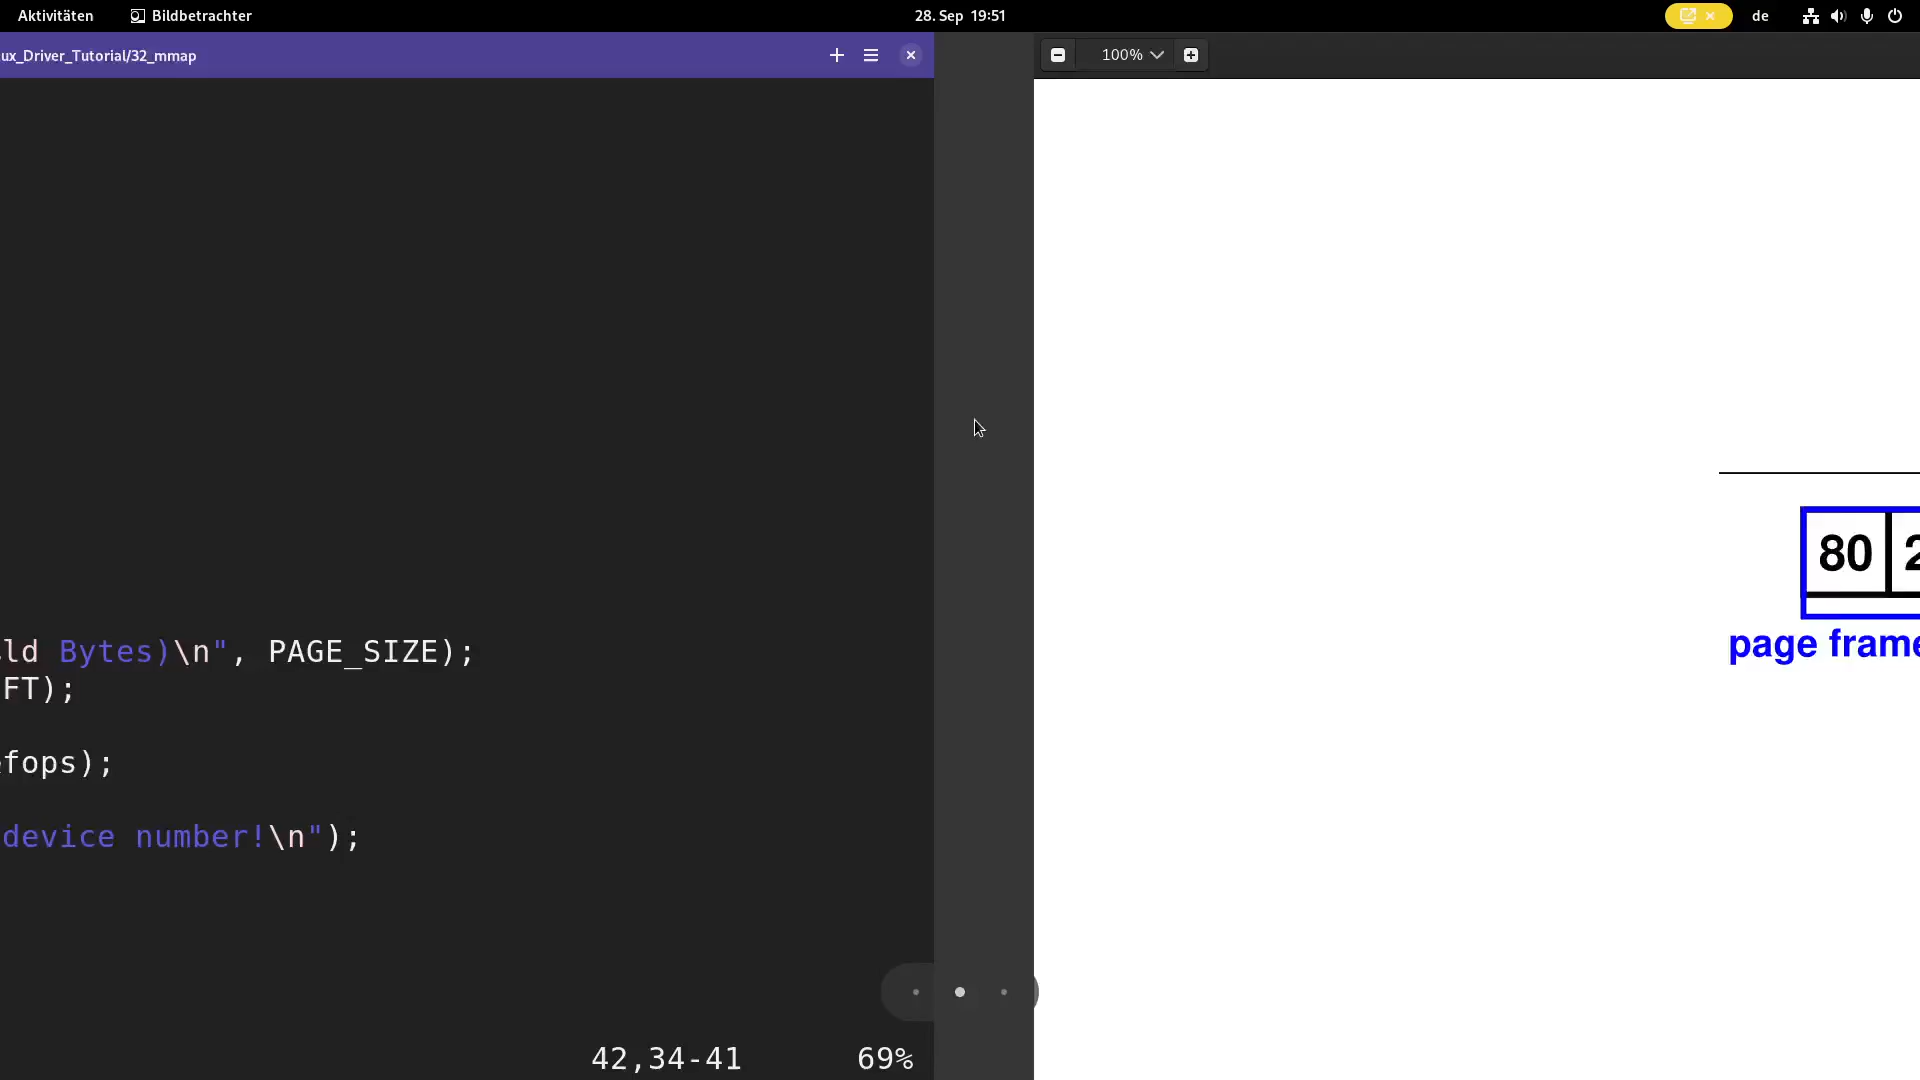 Aktivitäten
Bildbetrachter
28. Sep 19:51
de
ux_Driver_Tutorial/32_mmap
100%
ld Bytes)\n", PAGE_SIZE);
FT);
fops);
device number!\n");
42,34-41
69%
80
page frame